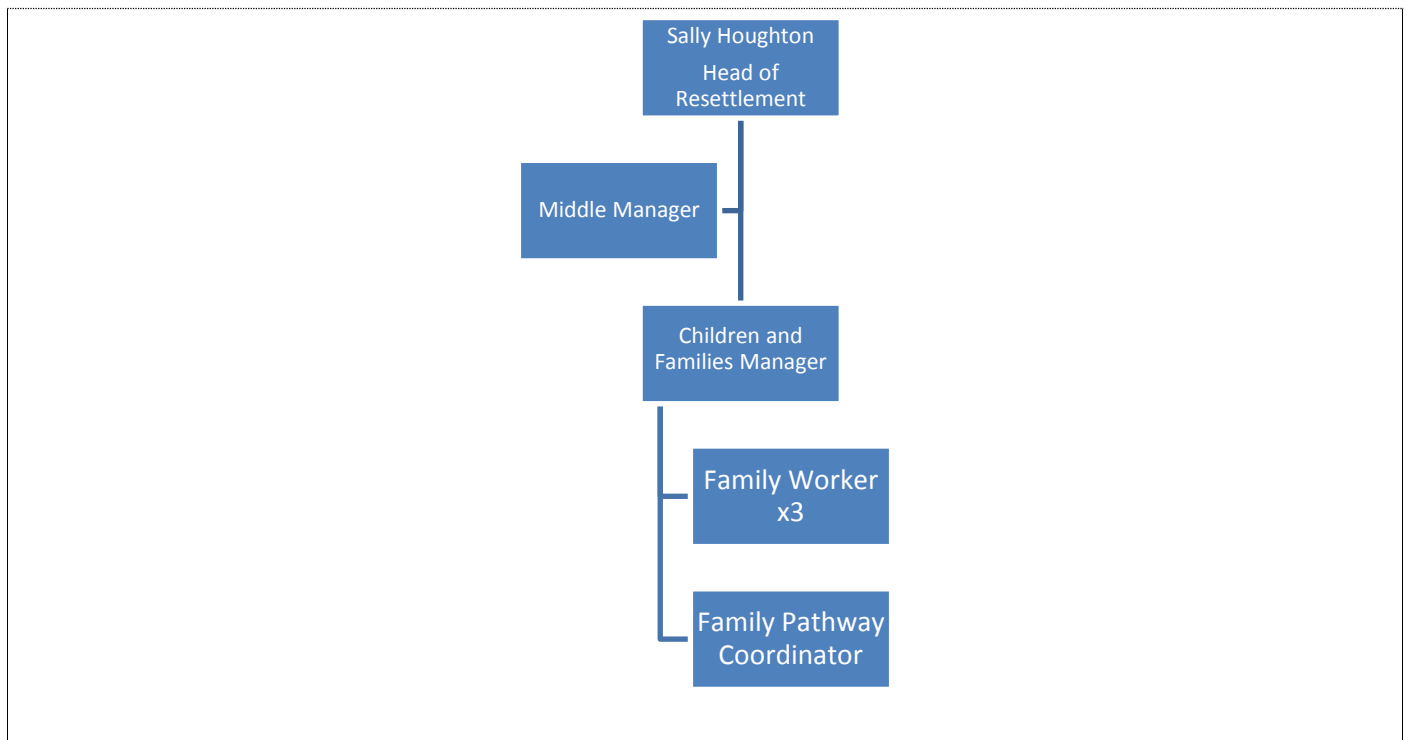 Sally Houghton
Head of
Resettlement
Middle Manager
Children and
Families Manager
Family Worker
x3
Family Pathway
Coordinator